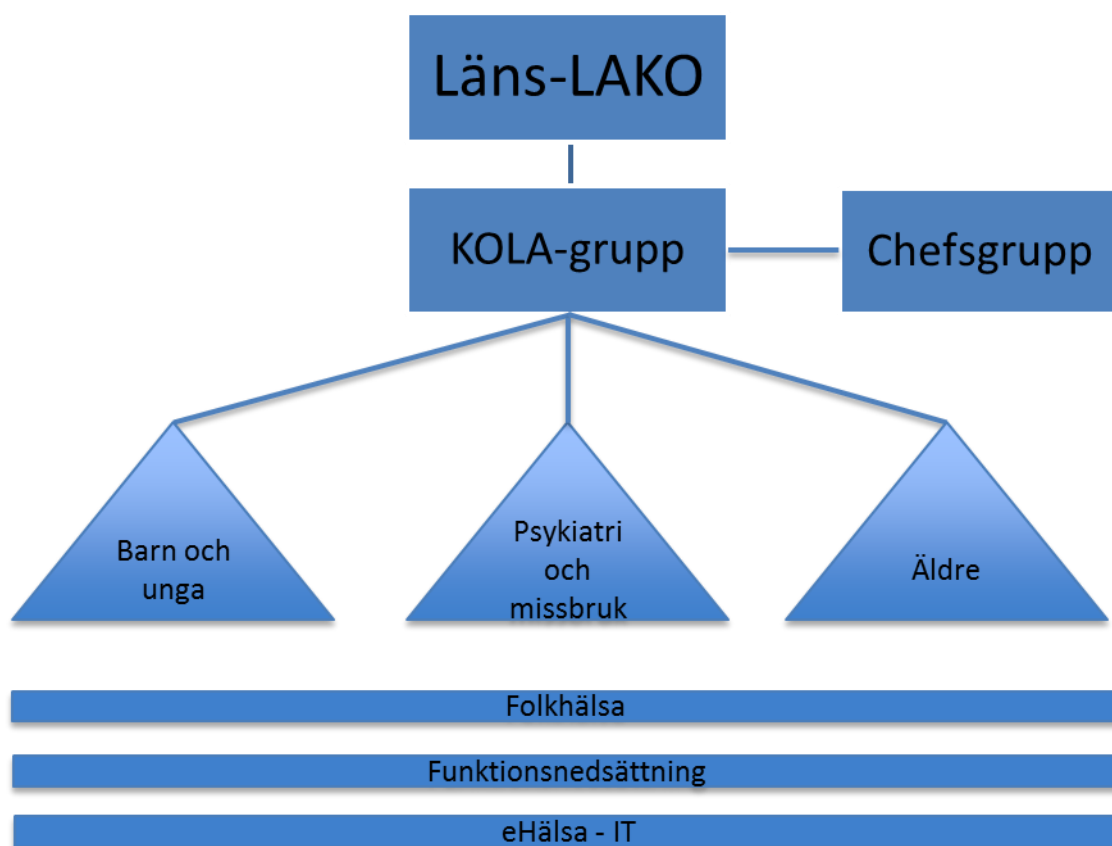 Läns-LAKO
KOLA-grupp
Chefsgrupp
Barn och
unga
Psykiatri
och
missbruk
Äldre
Folkhälsa
Funktionsnedsättning
eHälsa - IT